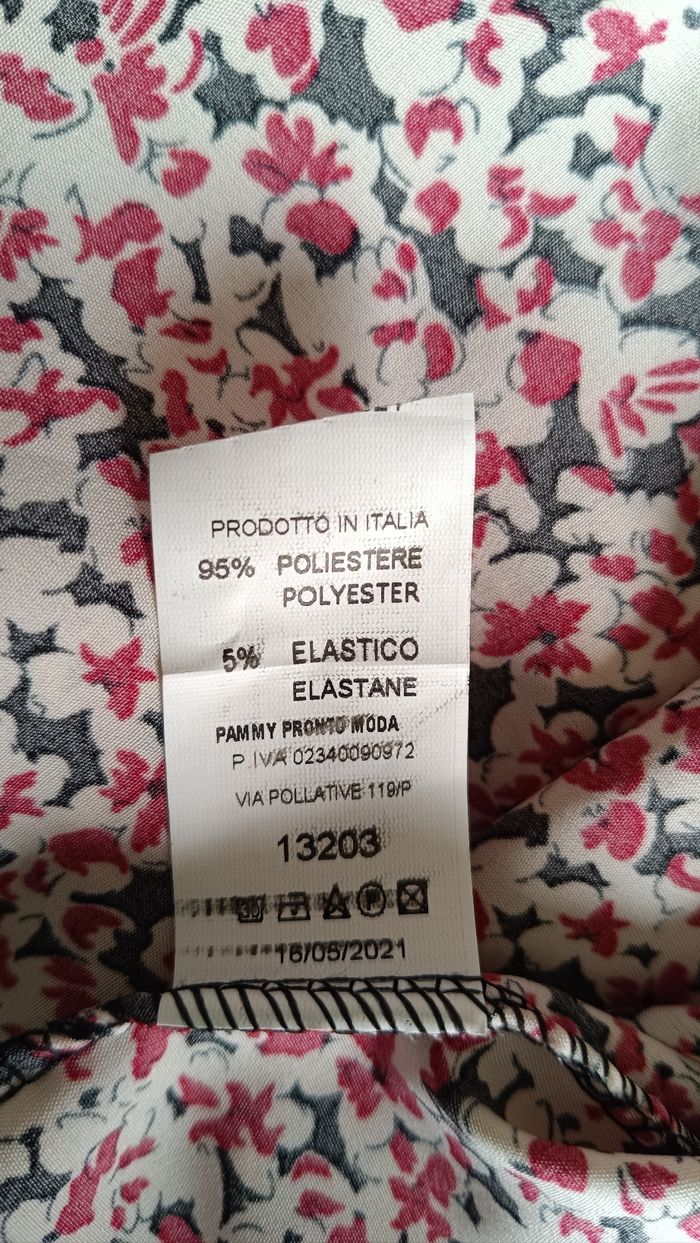 PRODOTTO IN ITALIA
95% POLIESTERE
POLYESTER
5% ELASTICO
ELASTANE
PAMMY PRONTO MODA
P.IVA 02340090972
VIA POLLATIVE 119/P
13203
30 P
16/05/2021